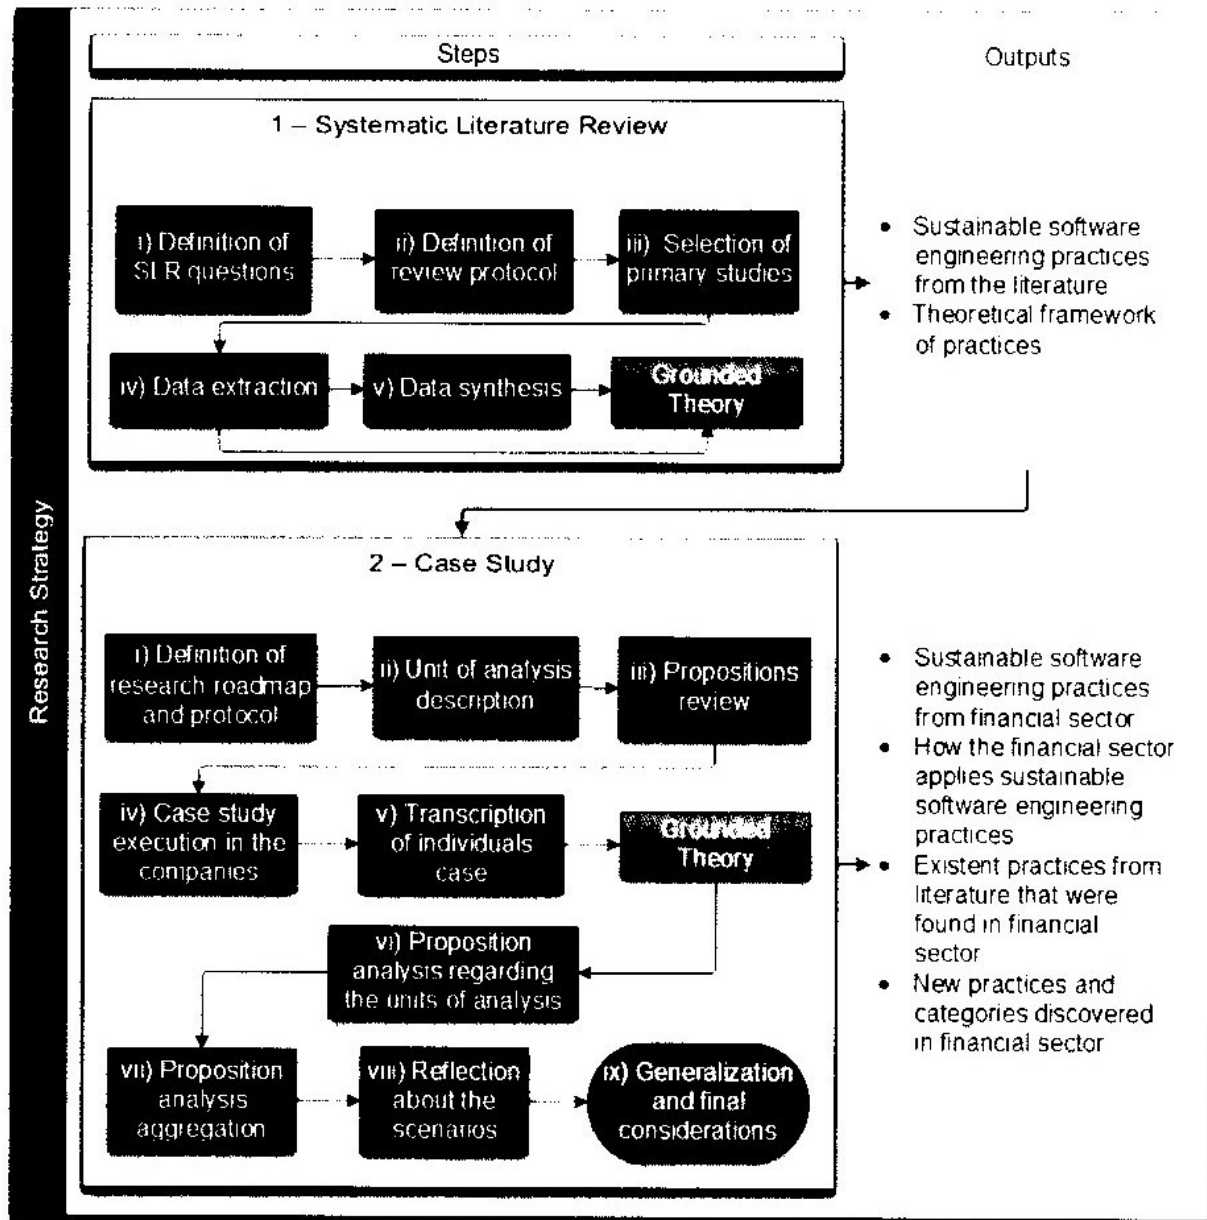 Research Strategy
Steps
Outputs
1 – Systematic Literature Review
i) Definition of
SLR questions
ii) Definition of
review protocol
iii) Selection of
primary studies
iv) Data extraction
v) Data synthesis
Grounded
Theory
• Sustainable software
engineering practices
from the literature
• Theoretical framework
of practices
2 – Case Study
i) Definition of
research roadmap
and protocol
ii) Unit of analysis
description
iii) Propositions
review
iv) Case study
execution in the
companies
v) Transcription
of individuals
case
Grounded
Theory
vi) Proposition
analysis regarding
the units of analysis
vii) Proposition
analysis
aggregation
viii) Reflection
about the
scenarios
ix) Generalization
and final
considerations
• Sustainable software
engineering practices
from financial sector
• How the financial sector
applies sustainable
software engineering
practices
• Existent practices from
literature that were
found in financial
sector
• New practices and
categories discovered
in financial sector